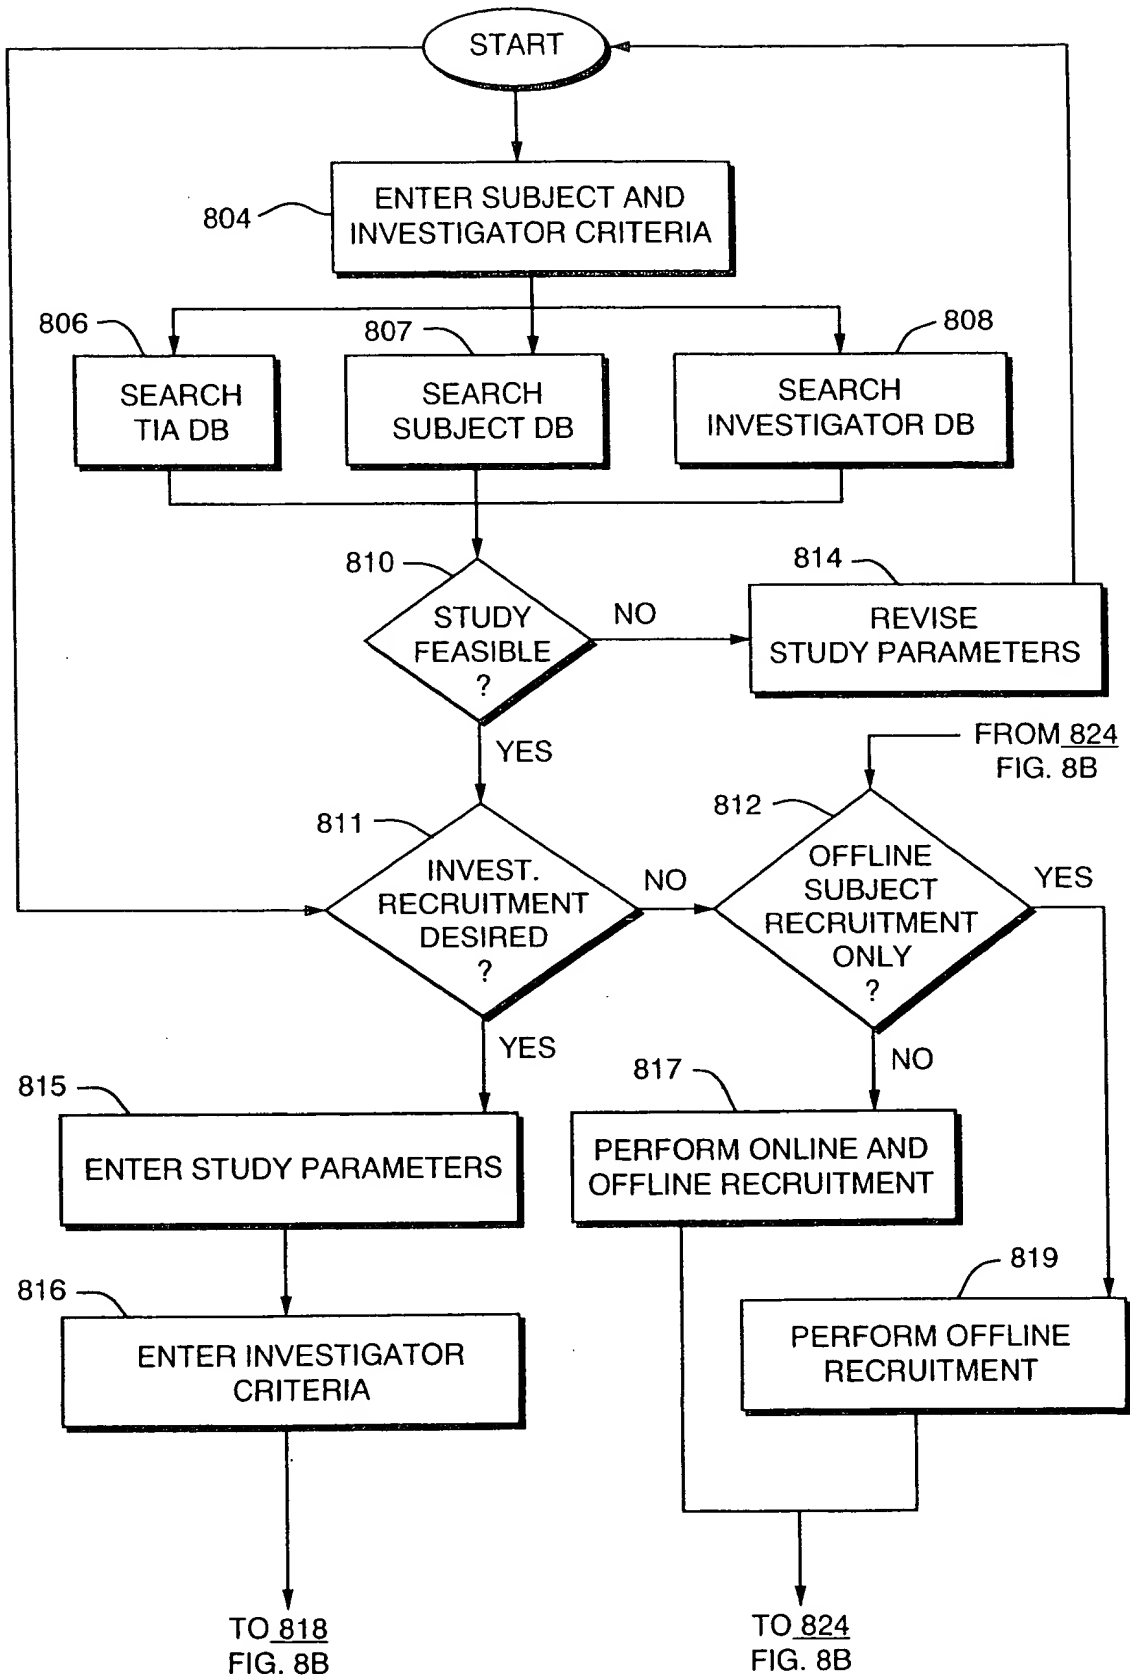 START
804
ENTER SUBJECT AND
INVESTIGATOR CRITERIA
806
807
808
SEARCH
TIA DB
SEARCH
SUBJECT DB
SEARCH
INVESTIGATOR DB
810
STUDY
FEASIBLE
?
NO
814
REVISE
STUDY PARAMETERS
YES
FROM 824
FIG. 8B
811
INVEST.
RECRUITMENT
DESIRED
?
NO
812
OFFLINE
SUBJECT
RECRUITMENT
ONLY
?
YES
YES
NO
815
ENTER STUDY PARAMETERS
817
PERFORM ONLINE AND
OFFLINE RECRUITMENT
816
ENTER INVESTIGATOR
CRITERIA
819
PERFORM OFFLINE
RECRUITMENT
TO 818
FIG. 8B
TO 824
FIG. 8B